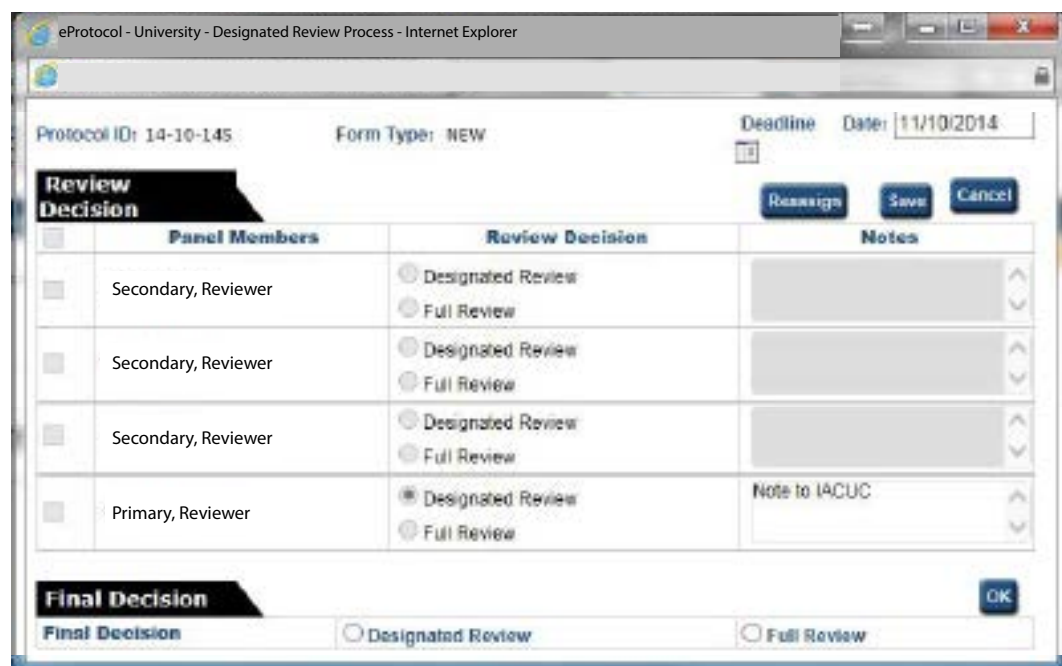 eProtocol - University - Designated Review Process - Internet Explorer
Protocol ID: 14-10-145 Form Type: NEW Deadline Date: 11/10/2014
Review
Decision
Reassign Save Cancel
Panel Members Review Decision Notes
Secondary, Reviewer
Designated Review
Full Review
Secondary, Reviewer
Designated Review
Full Review
Secondary, Reviewer
Designated Review
Full Review
Primary, Reviewer
Designated Review
Full Review
Note to IACUC
Final Decision
OK
Final Decision Designated Review Full Review